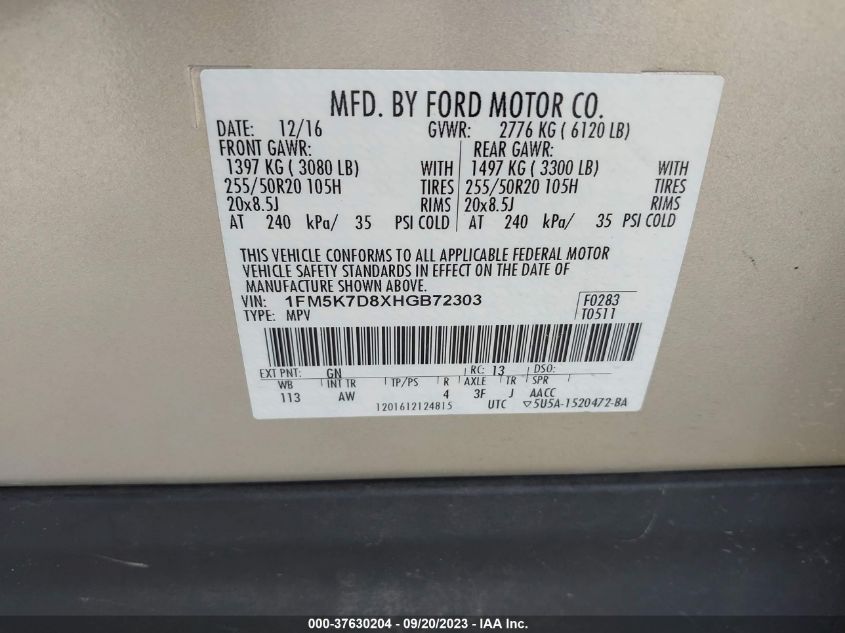 MFD. BY FORD MOTOR CO.
DATE: 12/16 GVWR: 2776 KG ( 6120 LB)
FRONT GAWR: REAR GAWR:
1397 KG ( 3080 LB) WITH 1497 KG ( 3300 LB) WITH
255/50R20 105H TIRES 255/50R20 105H TIRES
20x8.5J RIMS 20x8.5J RIMS
AT 240 kPa/ 35 PSI COLD AT 240 kPa/ 35 PSI COLD
THIS VEHICLE CONFORMS TO ALL APPLICABLE FEDERAL MOTOR
VEHICLE SAFETY STANDARDS IN EFFECT ON THE DATE OF
MANUFACTURE SHOWN ABOVE.
VIN: 1FM5K7D8XHGB72303 F0283
TYPE: MPV T0511
EXT PNT: GN RC: 13 DSO:
WB INT TR TP/PS R AXLE TR SPR
113 AW 4 3F J AACC
1201612124815 UTC ▽5U5A-1520472-BA
000-37630204 - 09/20/2023 - IAA Inc.